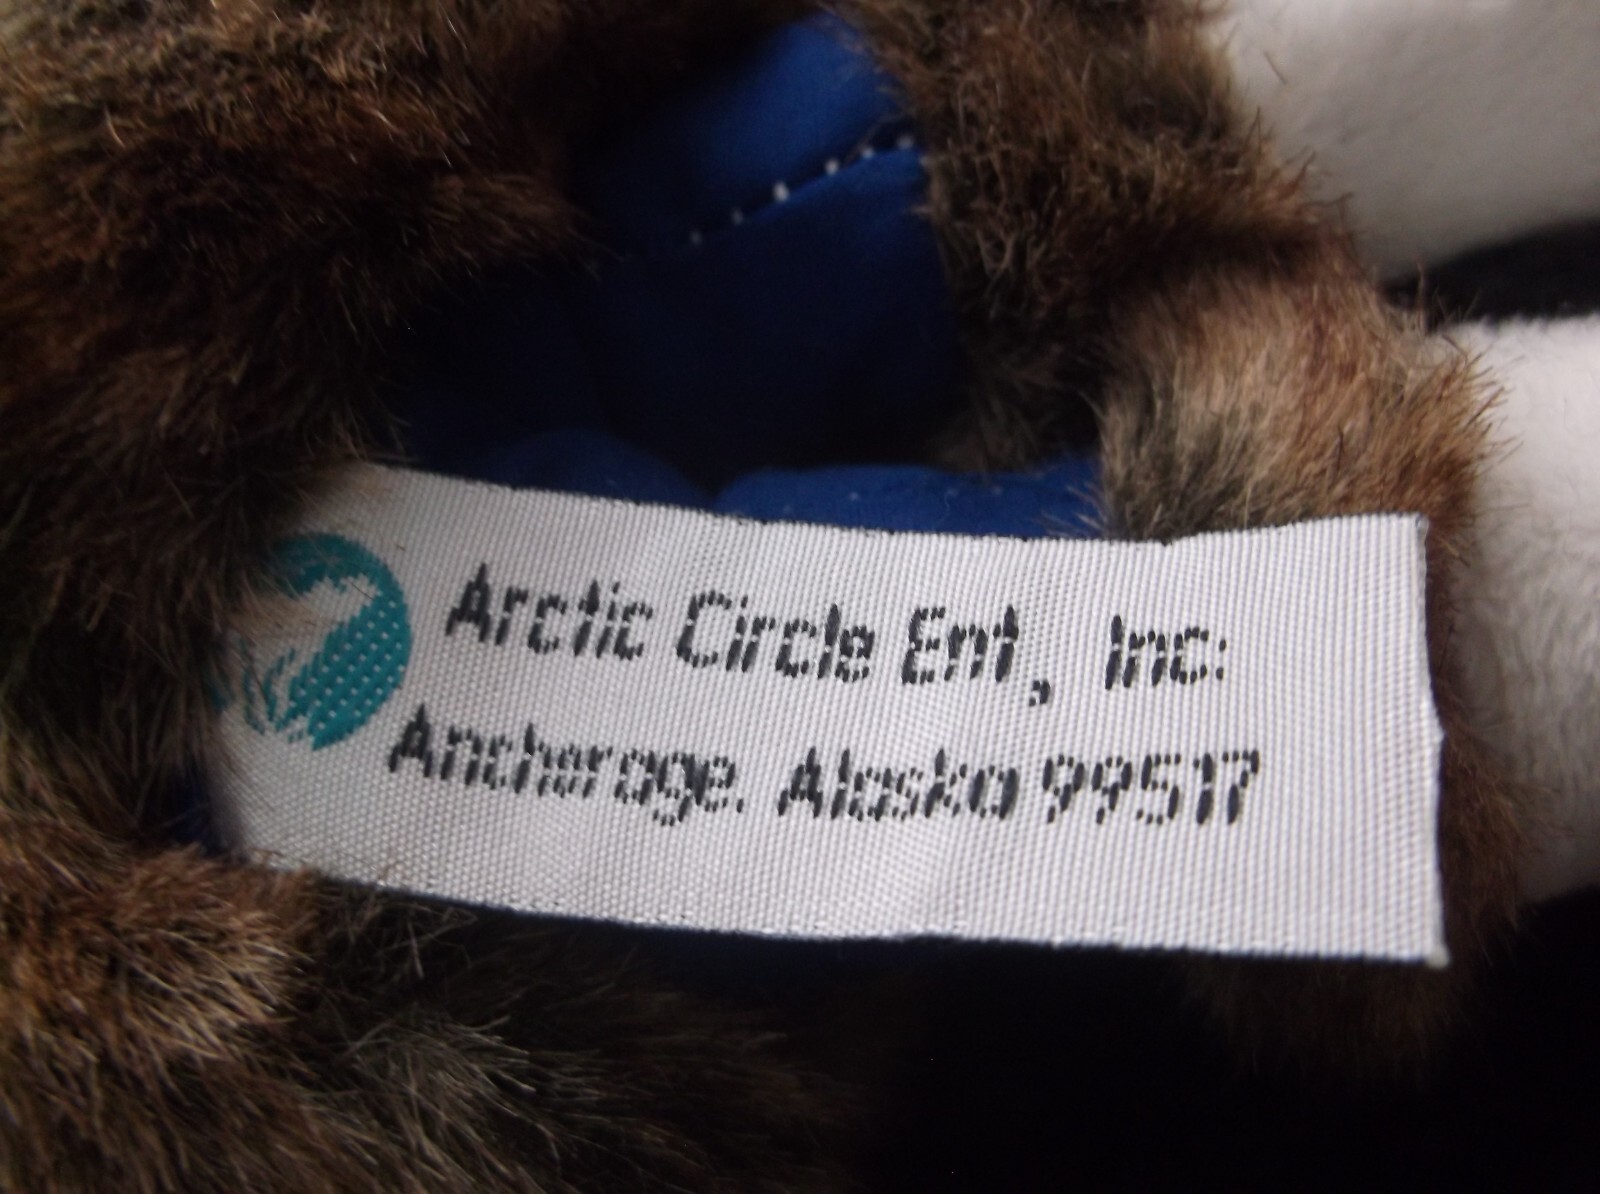 Arctic Circle Ent, Inc.
Anchorage, Alaska 99517